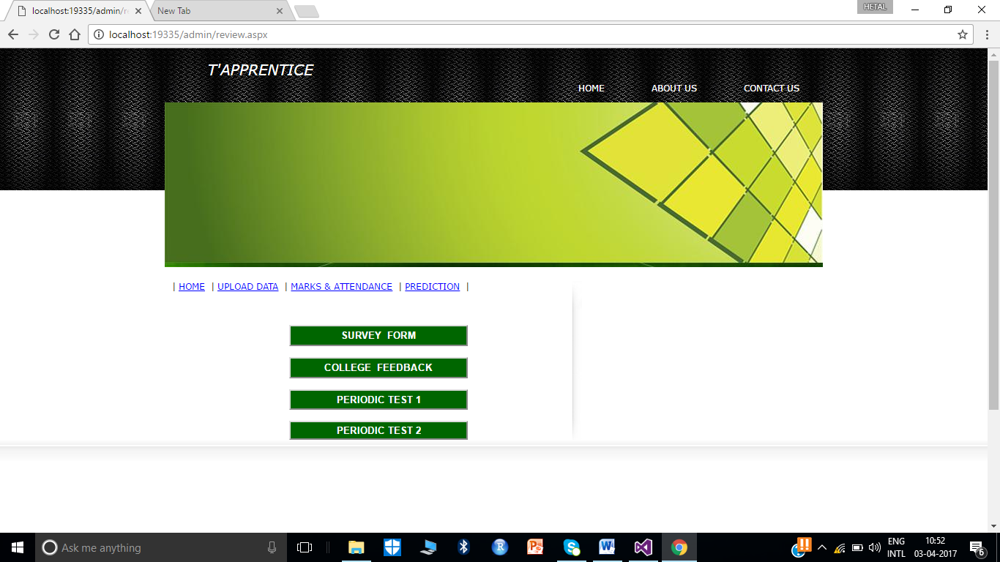 localhost:19335/admin/re
New Tab
HETAL
localhost:19335/admin/review.aspx
T'APPRENTICE
HOME ABOUT US CONTACT US
| HOME | UPLOAD DATA | MARKS & ATTENDANCE | PREDICTION |
SURVEY FORM
COLLEGE FEEDBACK
PERIODIC TEST 1
PERIODIC TEST 2
Ask me anything
ENG
INTL
10:52
03-04-2017
6